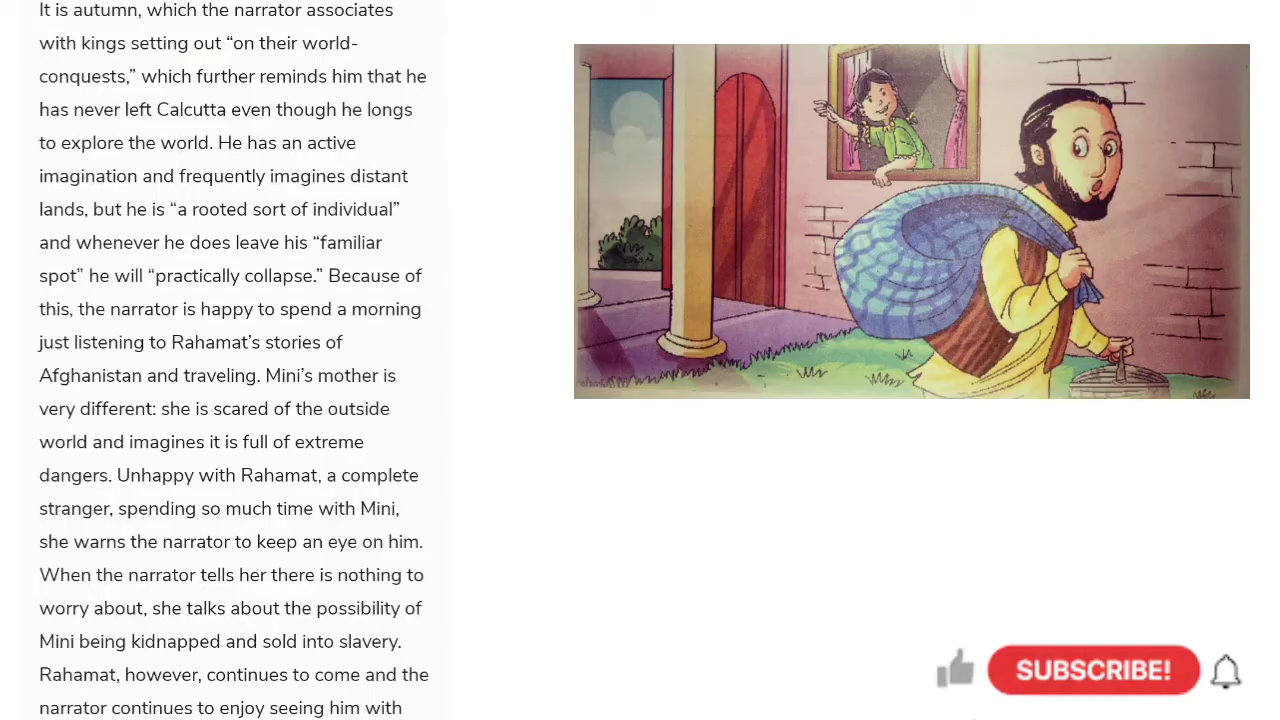 It is autumn, which the narrator associates
with kings setting out “on their world-
conquests,” which further reminds him that he
has never left Calcutta even though he longs
to explore the world. He has an active
imagination and frequently imagines distant
lands, but he is “a rooted sort of individual”
and whenever he does leave his “familiar
spot” he will “practically collapse.” Because of
this, the narrator is happy to spend a morning
just listening to Rahamat’s stories of
Afghanistan and traveling. Mini’s mother is
very different: she is scared of the outside
world and imagines it is full of extreme
dangers. Unhappy with Rahamat, a complete
stranger, spending so much time with Mini,
she warns the narrator to keep an eye on him.
When the narrator tells her there is nothing to
worry about, she talks about the possibility of
Mini being kidnapped and sold into slavery.
Rahamat, however, continues to come and the
narrator continues to enjoy seeing him with
SUBSCRIBE!